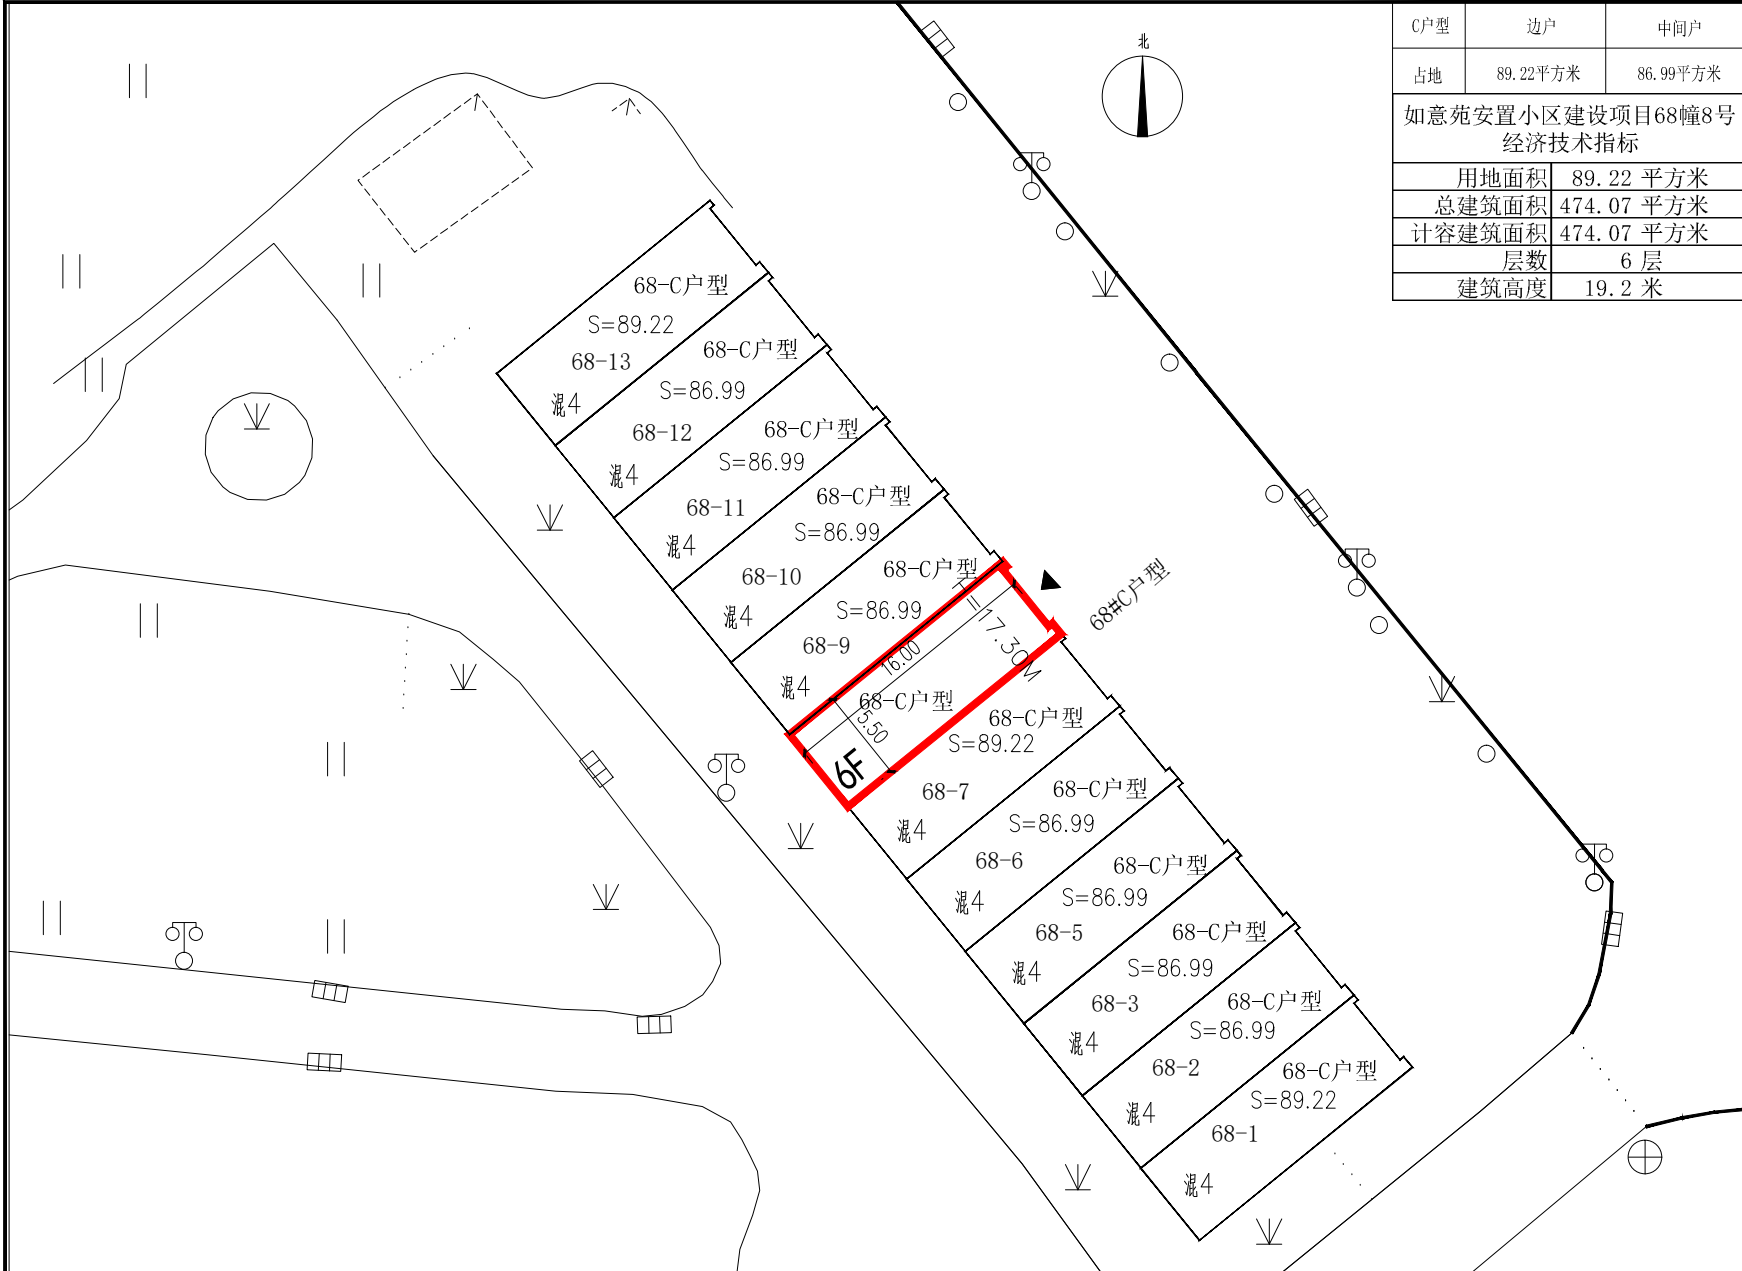 北
C户型 边户 中间户
占地 89.22平方米 86.99平方米
如意苑安置小区建设项目68幢8号
经济技术指标
用地面积 89.22 平方米
总建筑面积 474.07 平方米
计容建筑面积 474.07 平方米
层数 6 层
建筑高度 19.2 米
68-C户型
S=89.22
68-13
混4
68-C户型
S=86.99
68-12
混4
68-C户型
S=86.99
68-11
混4
68-C户型
S=86.99
68-10
混4
68-C户型
S=86.99
68-9
混4
68#C户型
T=17.30M
16.00
68-C户型
5.50
6F
68-C户型
S=89.22
68-7
混4
68-C户型
S=86.99
68-6
混4
68-C户型
S=86.99
68-5
混4
68-C户型
S=86.99
68-3
混4
68-C户型
S=86.99
68-2
混4
68-C户型
S=89.22
68-1
混4